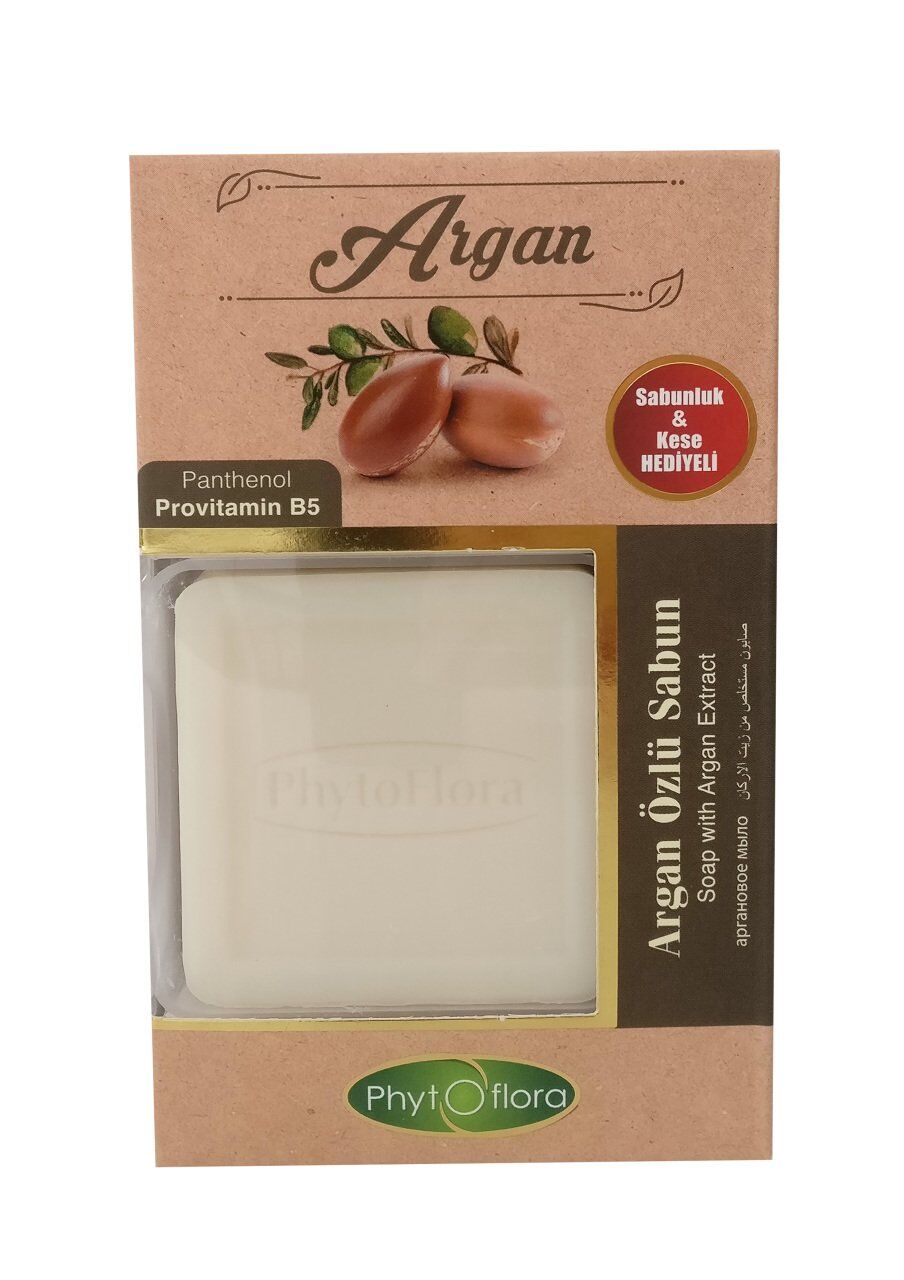 Argan
Sabunluk
&
Kese
HEDİYELİ
Panthenol
Provitamin B5
PhytoFlora
Argan Özlü Sabun
Soap with Argan Extract
аргановое мыло صابون مستخلص من زيت الاركان
Phytoflora